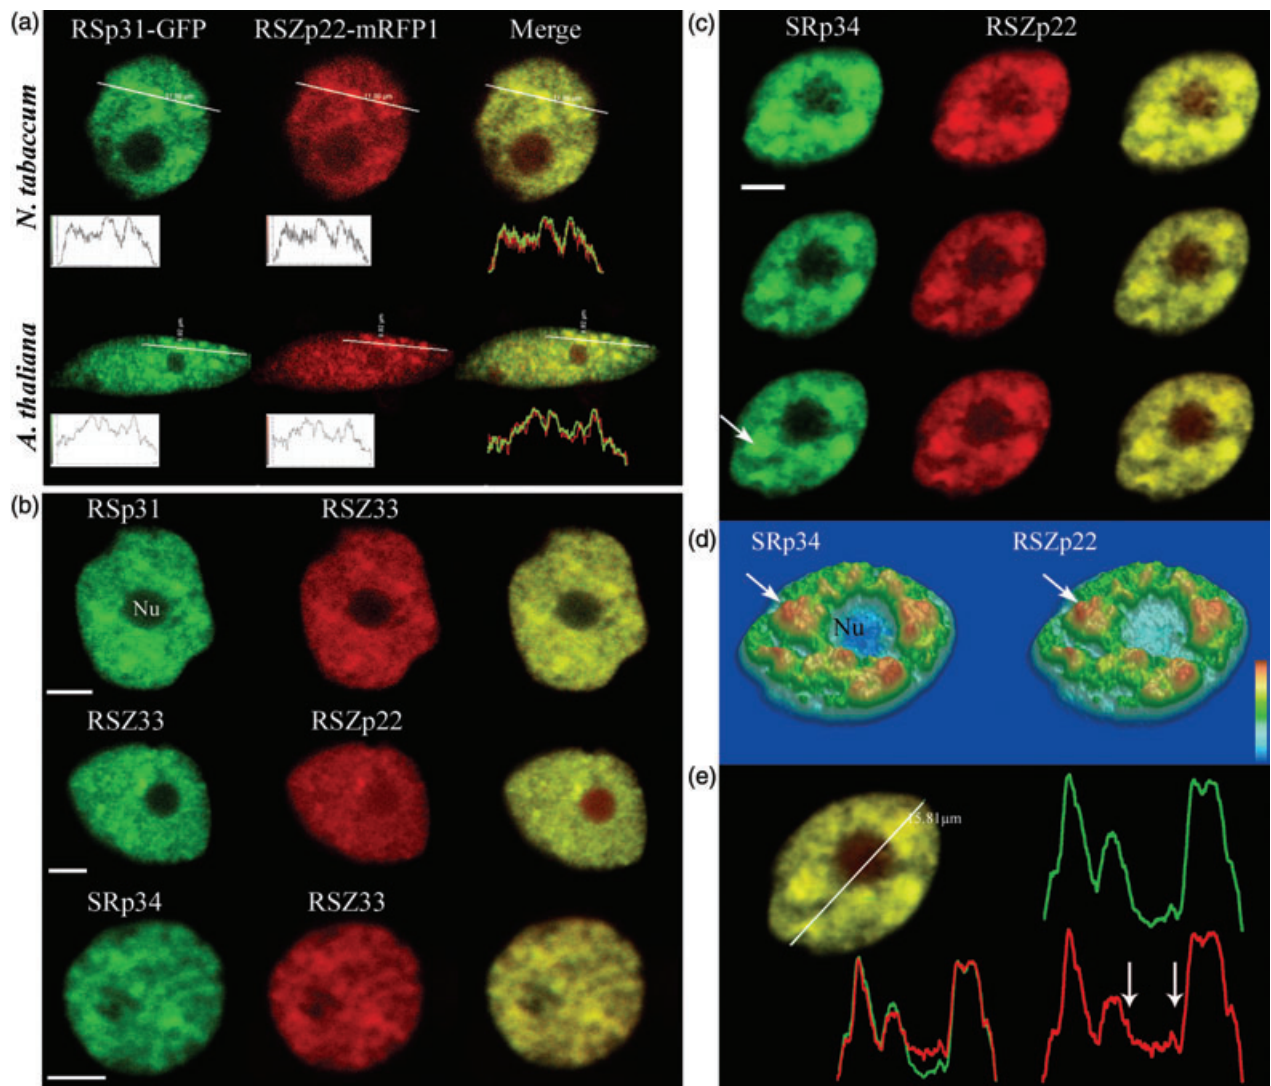 (a)
RSp31-GFP RSZp22-mRFP1 Merge
N. tabaccum
A. thaliana
(b)
RSp31 RSZ33
Nu
RSZ33 RSZp22
SRp34 RSZ33
(c)
SRp34 RSZp22
(d)
SRp34 RSZp22
Nu
(e)
15.81µm